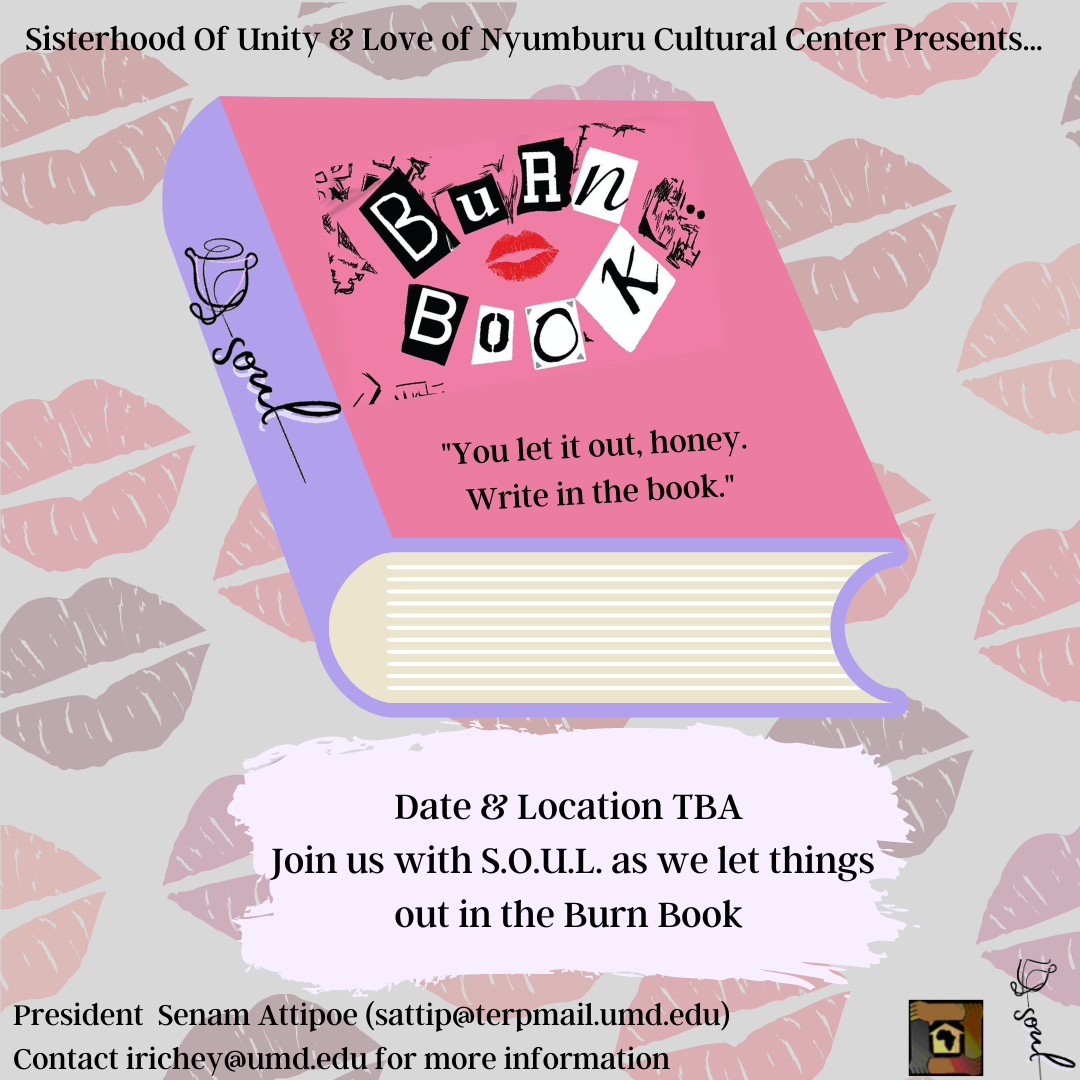 Sisterhood Of Unity & Love of Nyumburu Cultural Center Presents...
BuRn
BOOK
soul
"You let it out, honey.
Write in the book."
Date & Location TBA
Join us with S.O.U.L. as we let things
out in the Burn Book
President Senam Attipoe (sattip@terpmail.umd.edu)
Contact irichey@umd.edu for more information
soul